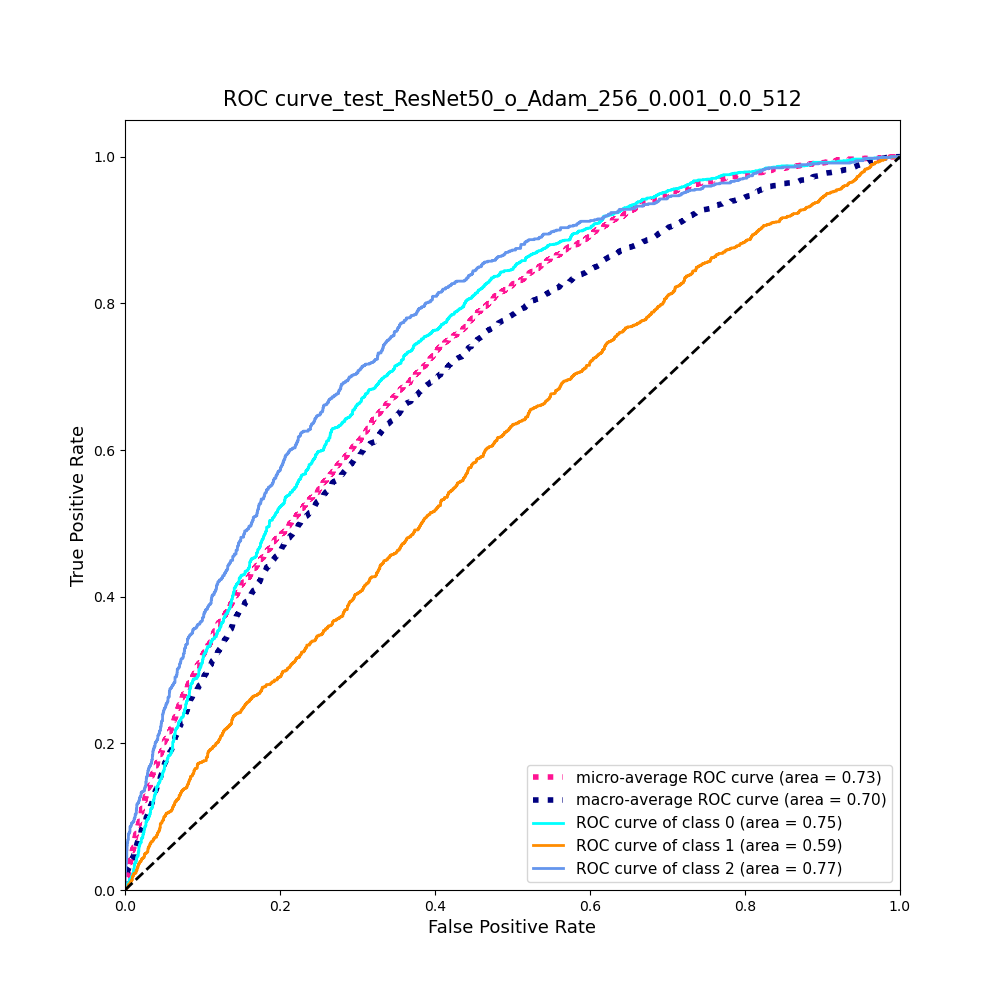 ROC curve_test_ResNet50_o_Adam_256_0.001_0.0_512
True Positive Rate
1.0
0.8
0.6
0.4
0.2
0.0
micro-average ROC curve (area = 0.73)
macro-average ROC curve (area = 0.70)
ROC curve of class 0 (area = 0.75)
ROC curve of class 1 (area = 0.59)
ROC curve of class 2 (area = 0.77)
0.0 0.2 0.4 0.6 0.8 1.0
False Positive Rate